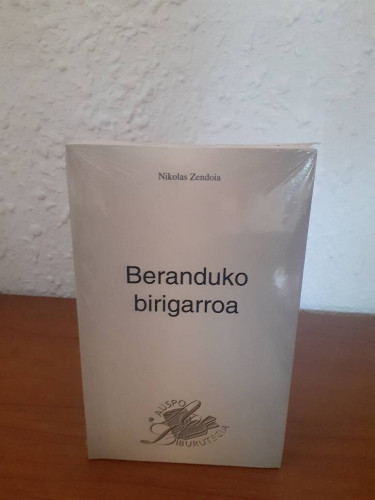 Nikolas Zendoia
Beranduko
birigarroa
AUSPOA
LIBURUTEGIA